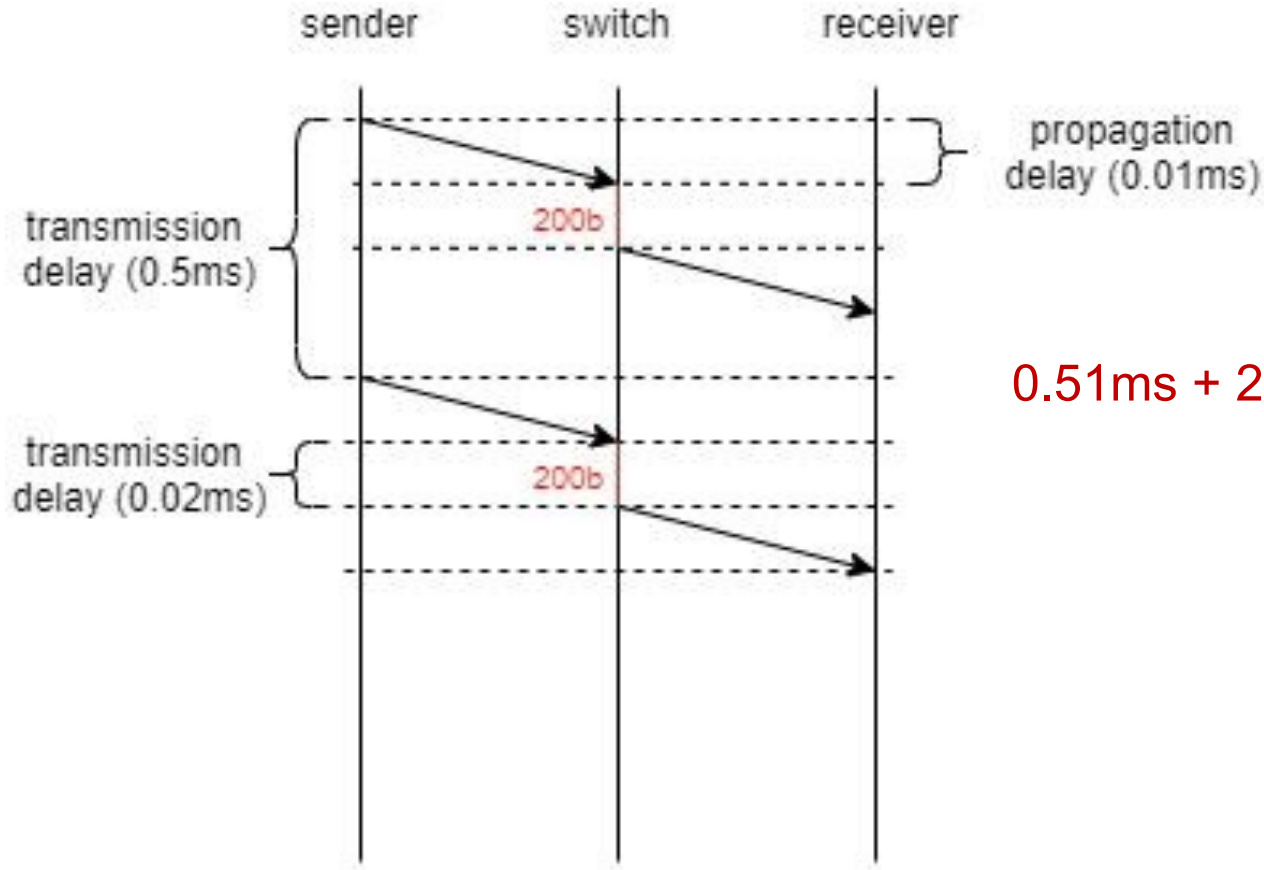 sender
switch
receiver
propagation
delay (0.01ms)
200b
transmission
delay (0.5ms)
0.51ms + 2
transmission
delay (0.02ms)
200b